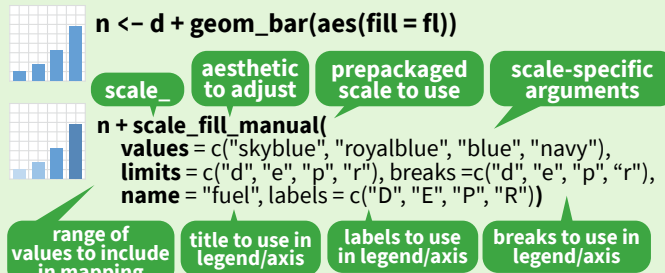 n <- d + geom_bar(aes(fill = fl))
scale_
aesthetic
to adjust
prepackaged
scale to use
scale-specific
arguments
n + scale_fill_manual(
values = c("skyblue", "royalblue", "blue", "navy"),
limits = c("d", "e", "p", "r"), breaks =c("d", "e", "p", “r"),
name = "fuel", labels = c("D", "E", "P", "R"))
range of
values to include
in mapping
title to use in
legend/axis
labels to use
in legend/axis
breaks to use in
legend/axis